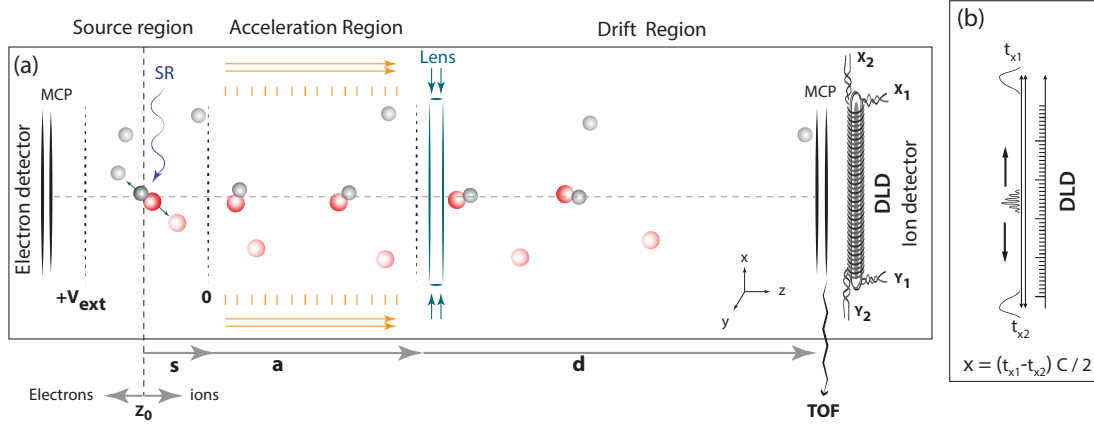 Source region
Acceleration Region
Drift Region
(a)
SR
Lens
MCP
MCP
X₂
X₁
Electron detector
DLD
Ion detector
+Vext
0
x
z
y
Y₁
Y₂
s
a
d
Electrons
ions
z₀
TOF
(b)
tx1
DLD
tx2
x = (tx1-tx2) C / 2